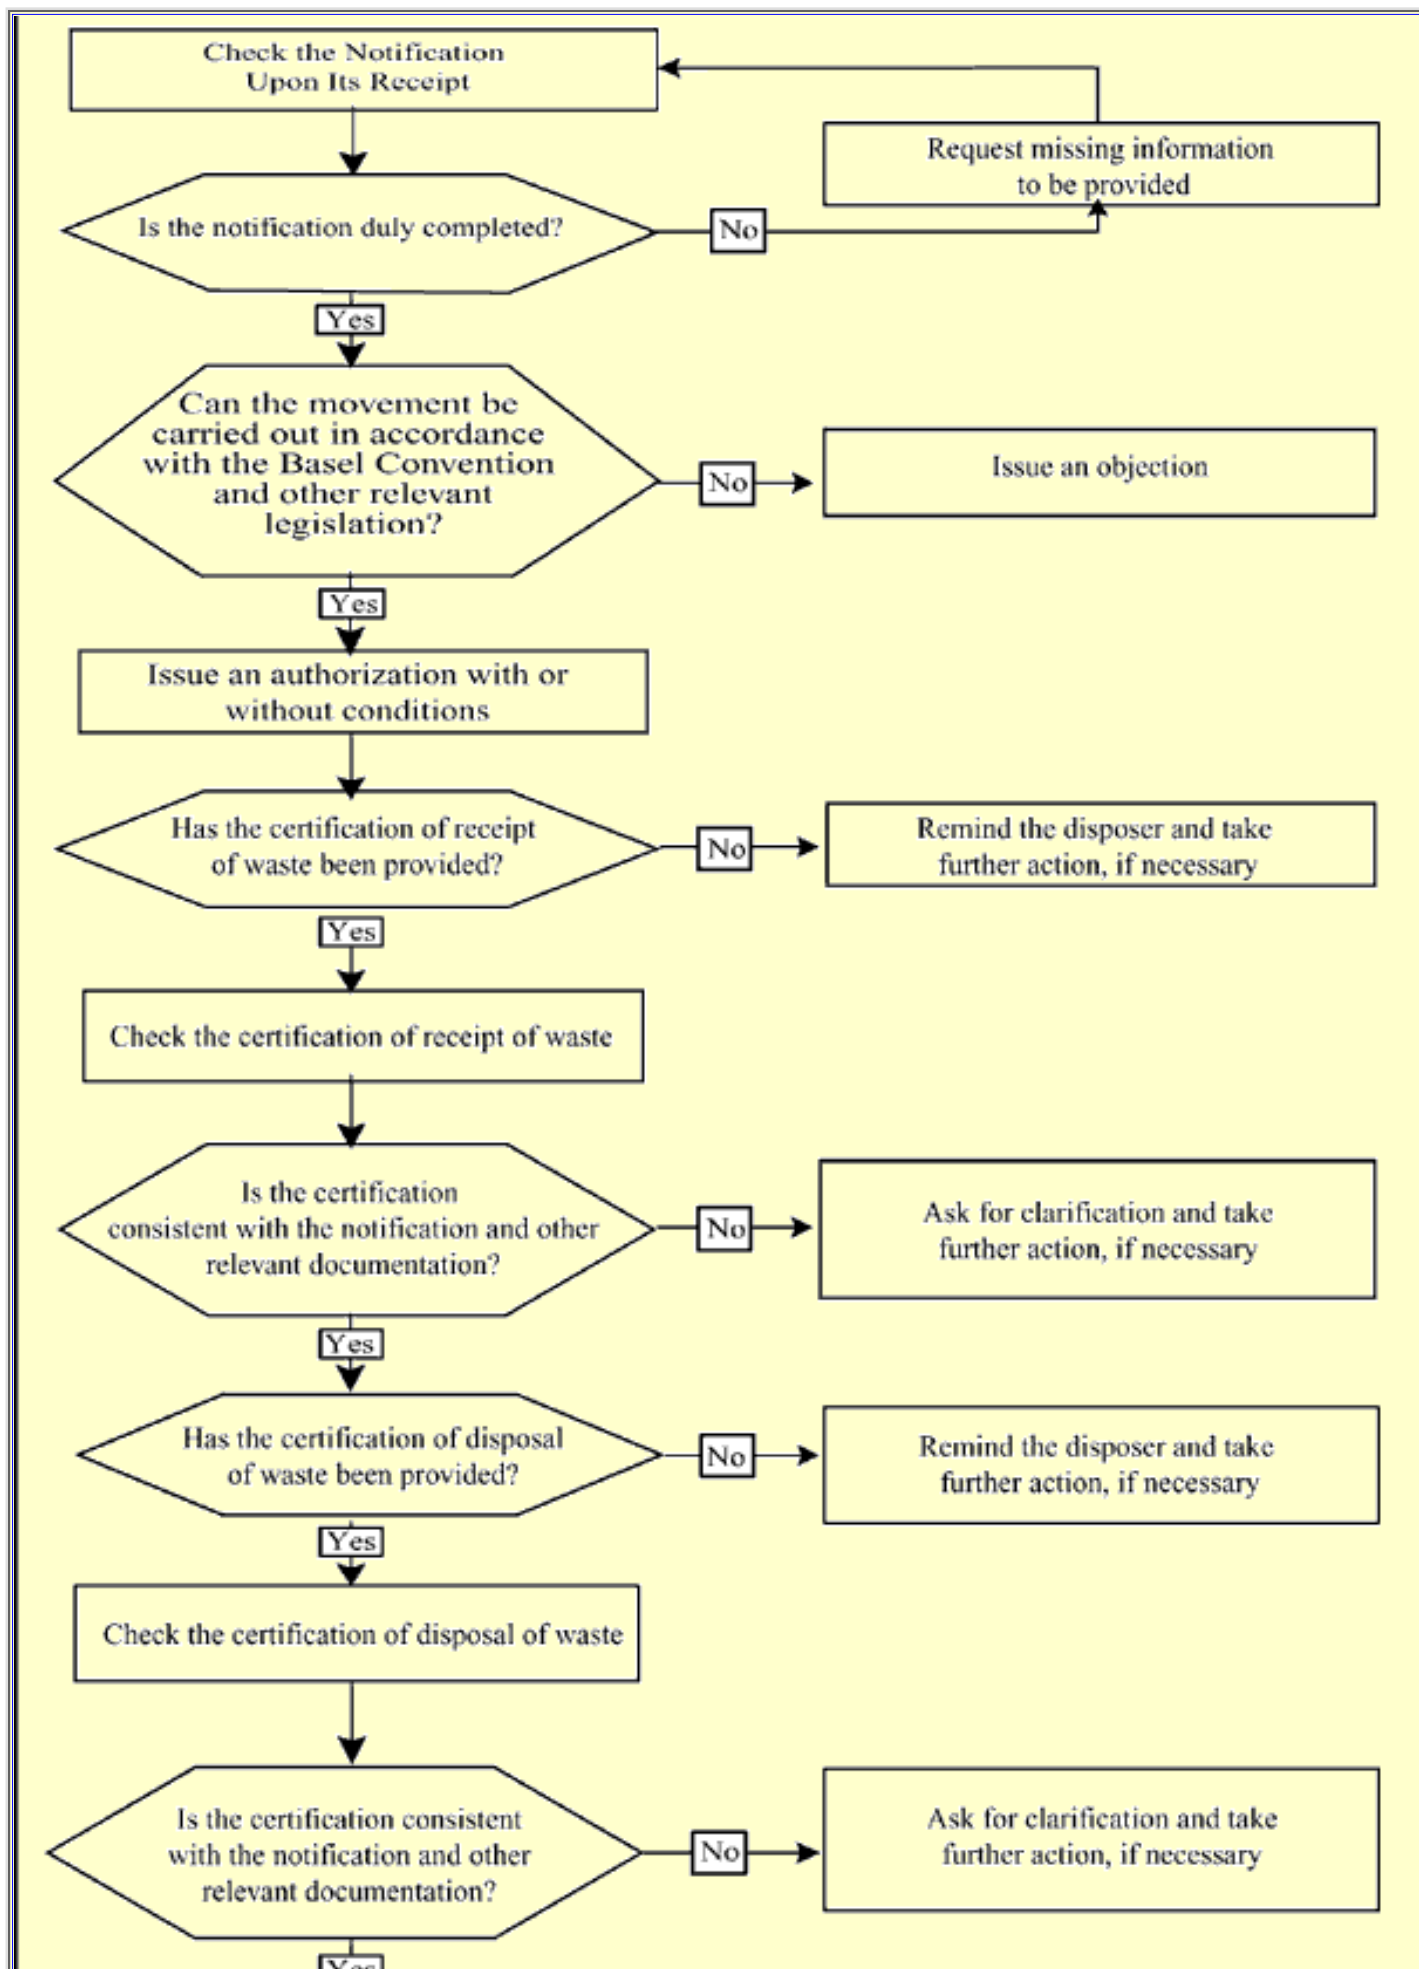 Check the Notification
Upon Its Receipt
Request missing information
to be provided
Is the notification duly completed?
No
Yes
Can the movement be
carried out in accordance
with the Basel Convention
and other relevant
legislation?
No
Issue an objection
Yes
Issue an authorization with or
without conditions
Has the certification of receipt
of waste been provided?
No
Remind the disposer and take
further action, if necessary
Yes
Check the certification of receipt of waste
Is the certification
consistent with the notification and other
relevant documentation?
No
Ask for clarification and take
further action, if necessary
Yes
Has the certification of disposal
of waste been provided?
No
Remind the disposer and take
further action, if necessary
Yes
Check the certification of disposal of waste
Is the certification consistent
with the notification and other
relevant documentation?
No
Ask for clarification and take
further action, if necessary
Yes